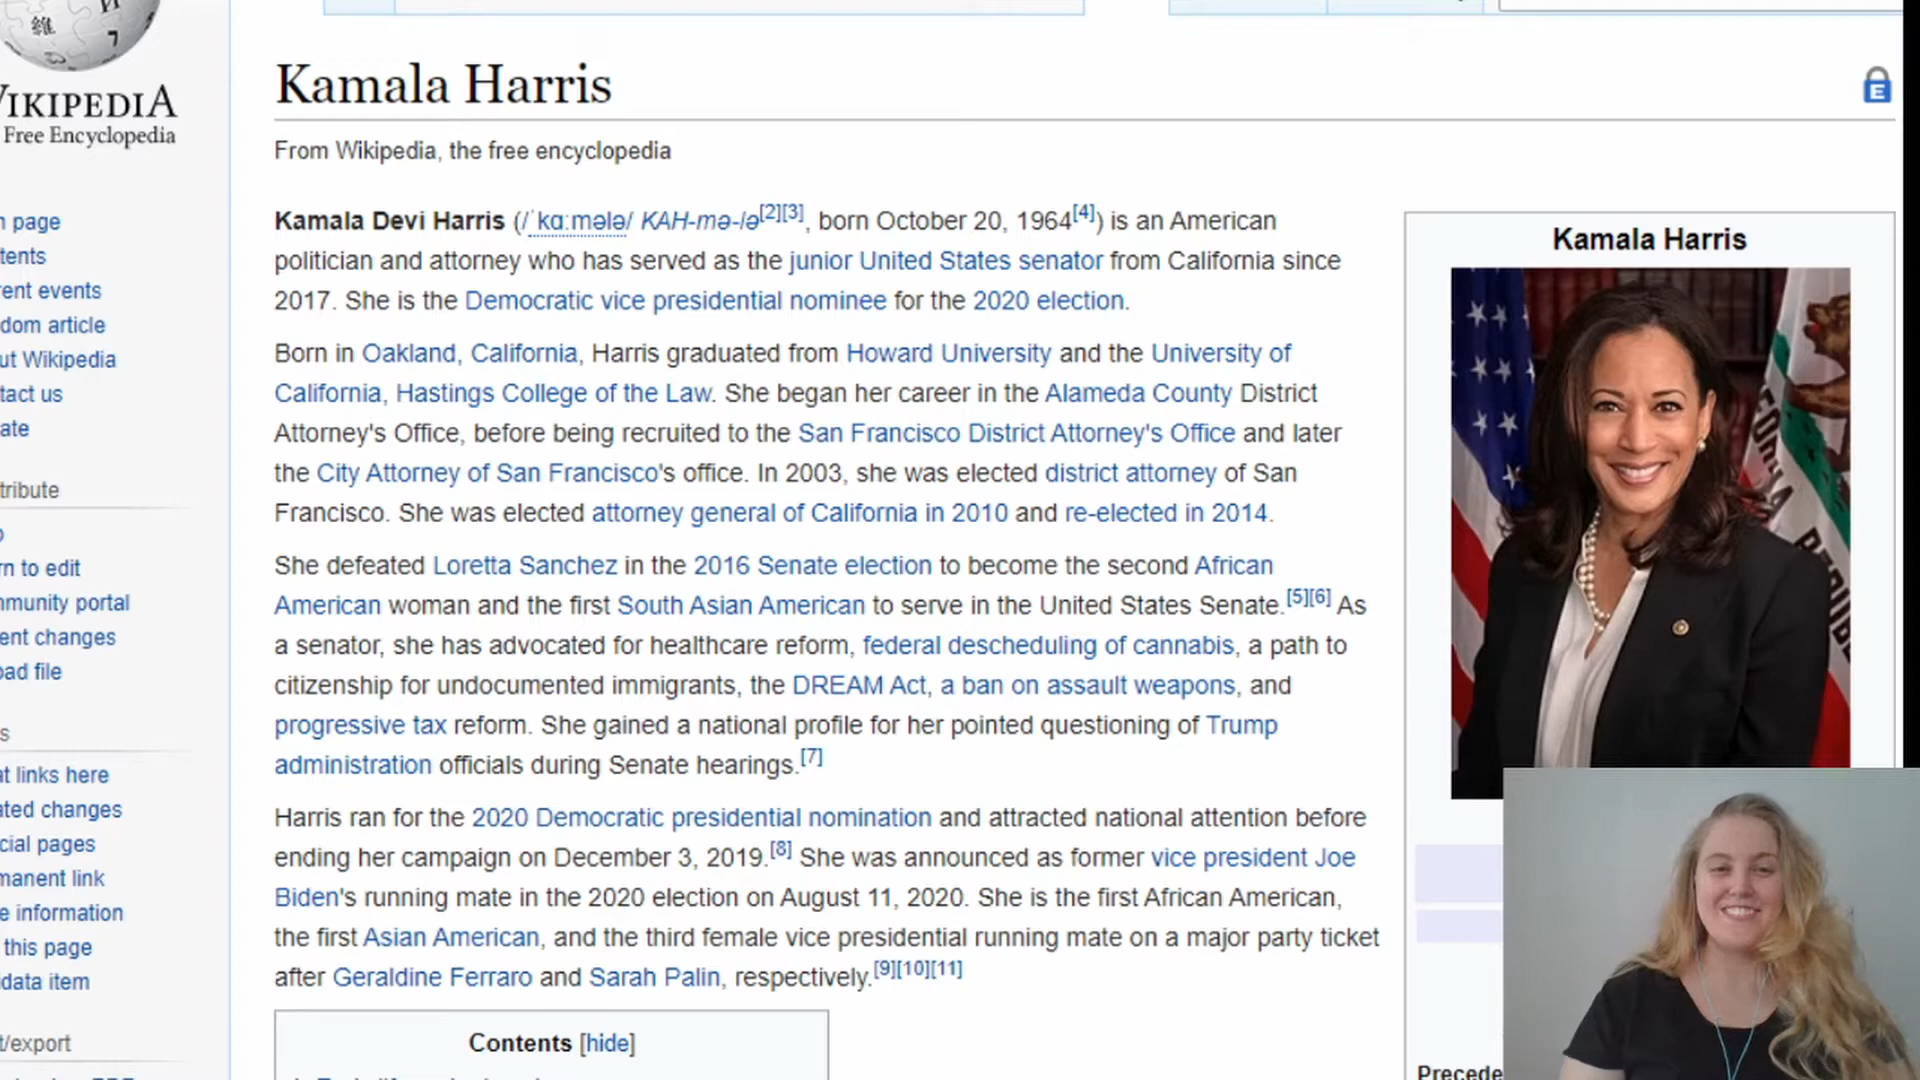 維
WIKIPEDIA
Free Encyclopedia
n page
tents
rent events
dom article
ut Wikipedia
tact us
ate
tribute
rn to edit
mmunity portal
ent changes
oad file
s
at links here
ated changes
cial pages
manent link
e information
this page
data item
t/export
Kamala Harris
E
From Wikipedia, the free encyclopedia
Kamala Devi Harris (/ˈkɑːmələ/ KAH-mə-lə[2][3], born October 20, 1964[4]) is an American
politician and attorney who has served as the junior United States senator from California since
2017. She is the Democratic vice presidential nominee for the 2020 election.
Born in Oakland, California, Harris graduated from Howard University and the University of
California, Hastings College of the Law. She began her career in the Alameda County District
Attorney's Office, before being recruited to the San Francisco District Attorney's Office and later
the City Attorney of San Francisco's office. In 2003, she was elected district attorney of San
Francisco. She was elected attorney general of California in 2010 and re-elected in 2014.
She defeated Loretta Sanchez in the 2016 Senate election to become the second African
American woman and the first South Asian American to serve in the United States Senate.[5][6] As
a senator, she has advocated for healthcare reform, federal descheduling of cannabis, a path to
citizenship for undocumented immigrants, the DREAM Act, a ban on assault weapons, and
progressive tax reform. She gained a national profile for her pointed questioning of Trump
administration officials during Senate hearings.[7]
Harris ran for the 2020 Democratic presidential nomination and attracted national attention before
ending her campaign on December 3, 2019.[8] She was announced as former vice president Joe
Biden's running mate in the 2020 election on August 11, 2020. She is the first African American,
the first Asian American, and the third female vice presidential running mate on a major party ticket
after Geraldine Ferraro and Sarah Palin, respectively.[9][10][11]
Contents [hide]
Kamala Harris
Precede